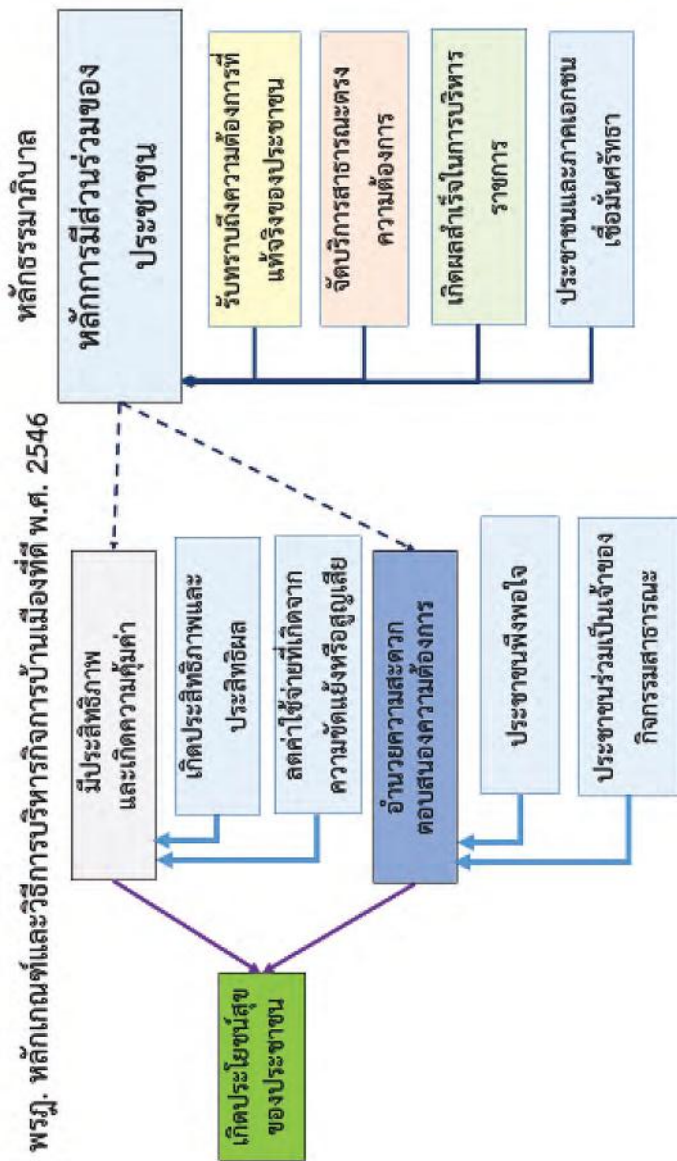 พรฎ. หลักเกณฑ์และวิธีการบริหารกิจการบ้านเมืองที่ดี พ.ศ. 2546
หลักธรรมาภิบาล
เกิดประโยชน์สุข
ของประชาชน
มีประสิทธิภาพ
และเกิดความคุ้มค่า
เกิดประสิทธิภาพและ
ประสิทธิผล
ลดค่าใช้จ่ายที่เกิดจาก
ความขัดแย้งหรือสูญเสีย
อำนวยความสะดวก
ตอบสนองความต้องการ
ประชาชนพึงพอใจ
ประชาชนร่วมเป็นเจ้าของ
กิจกรรมสาธารณะ
หลักการมีส่วนร่วมของ
ประชาชน
รับทราบถึงความต้องการที่
แท้จริงของประชาชน
จัดบริการสาธารณะตรง
ความต้องการ
เกิดผลสำเร็จในการบริหาร
ราชการ
ประชาชนและภาคเอกชน
เชื่อมั่นศรัทธา